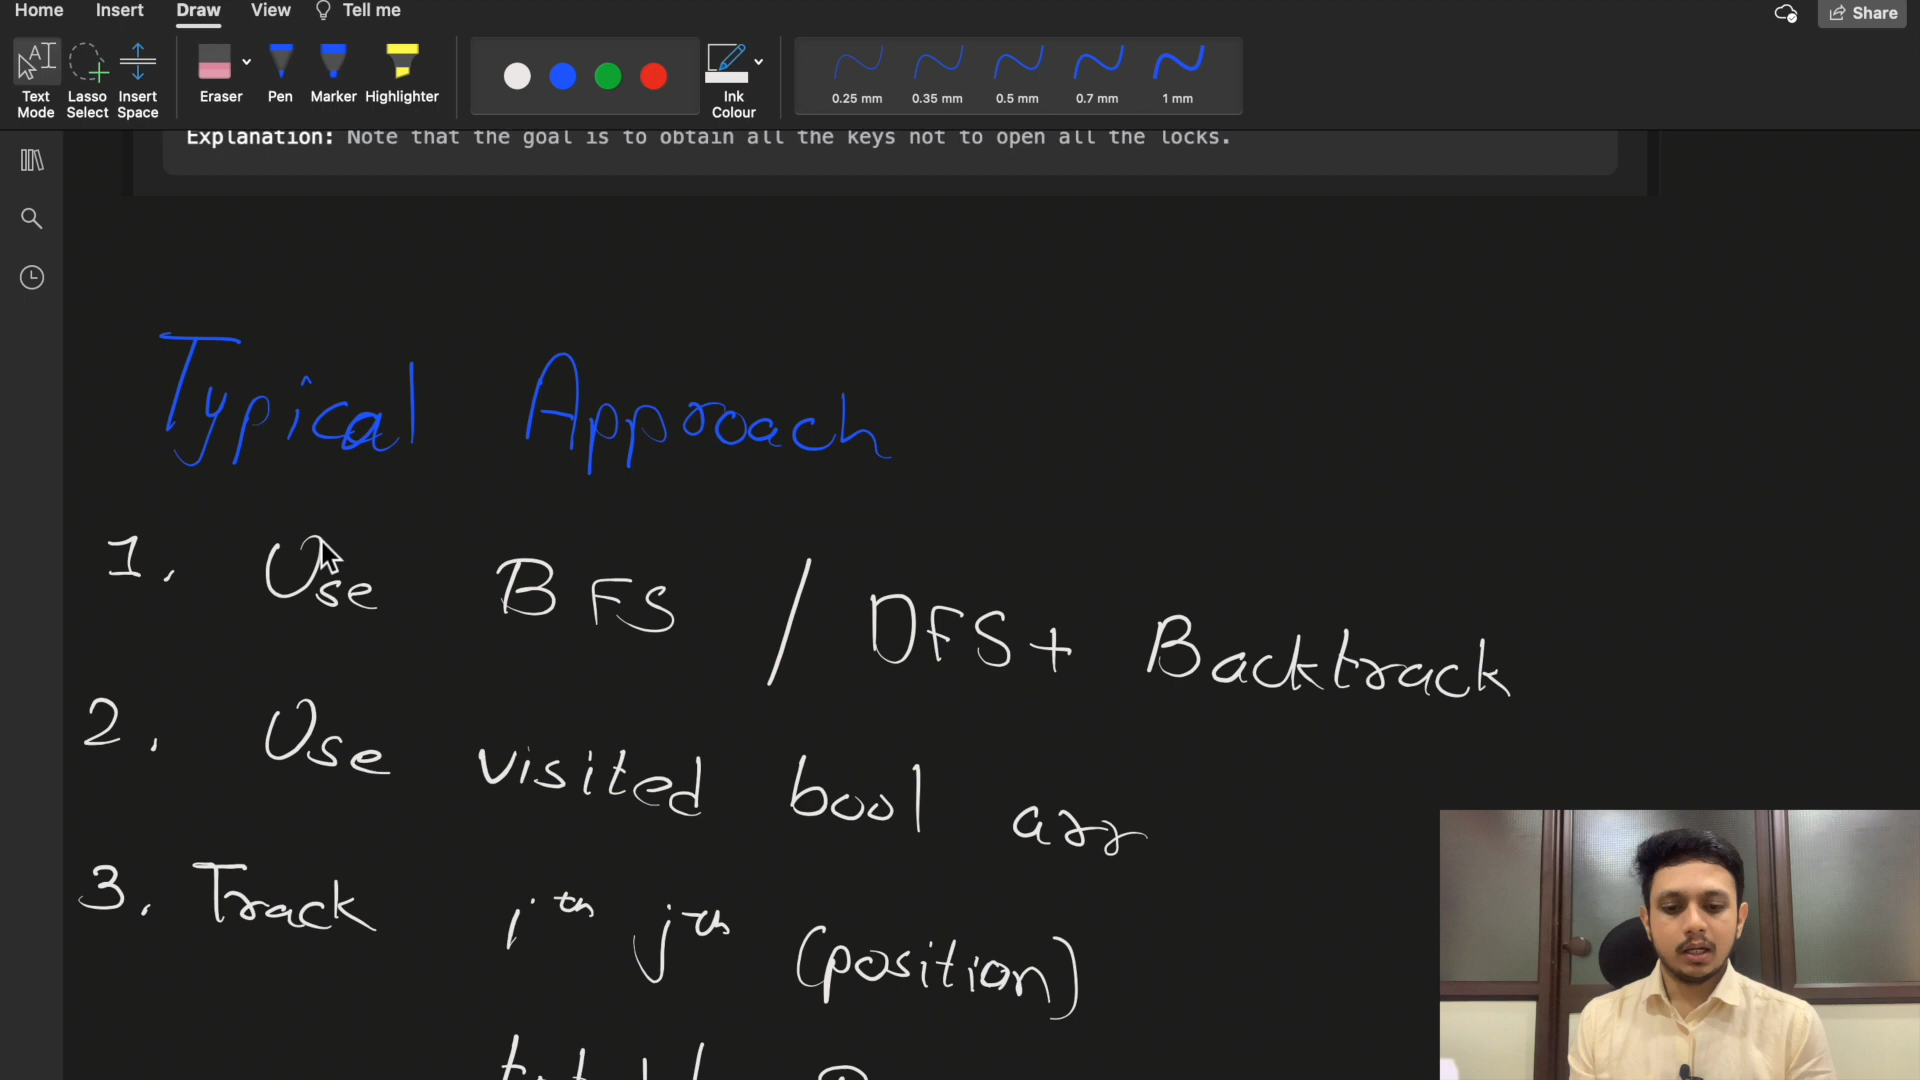 Home Insert Draw View Tell me Share
Text Mode Lasso Select Insert Space Eraser Pen Marker Highlighter Ink Colour 0.25 mm 0.35 mm 0.5 mm 0.7 mm 1 mm
Explanation: Note that the goal is to obtain all the keys not to open all the locks.
Typical Approach
1. Use BFS / DFS + Backtrack
2. Use visited bool arr
3. Track ith jth (position)